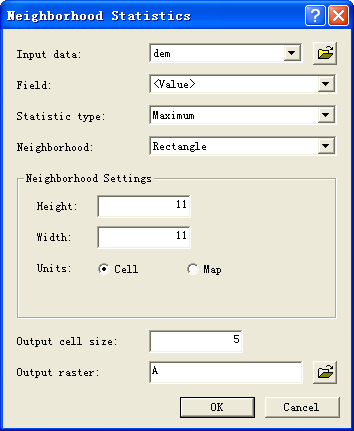 Neighborhood Statistics
Input data: dem
Field: <Value>
Statistic type: Maximum
Neighborhood: Rectangle
Neighborhood Settings
Height: 11
Width: 11
Units: Cell Map
Output cell size: 5
Output raster: A
OK Cancel